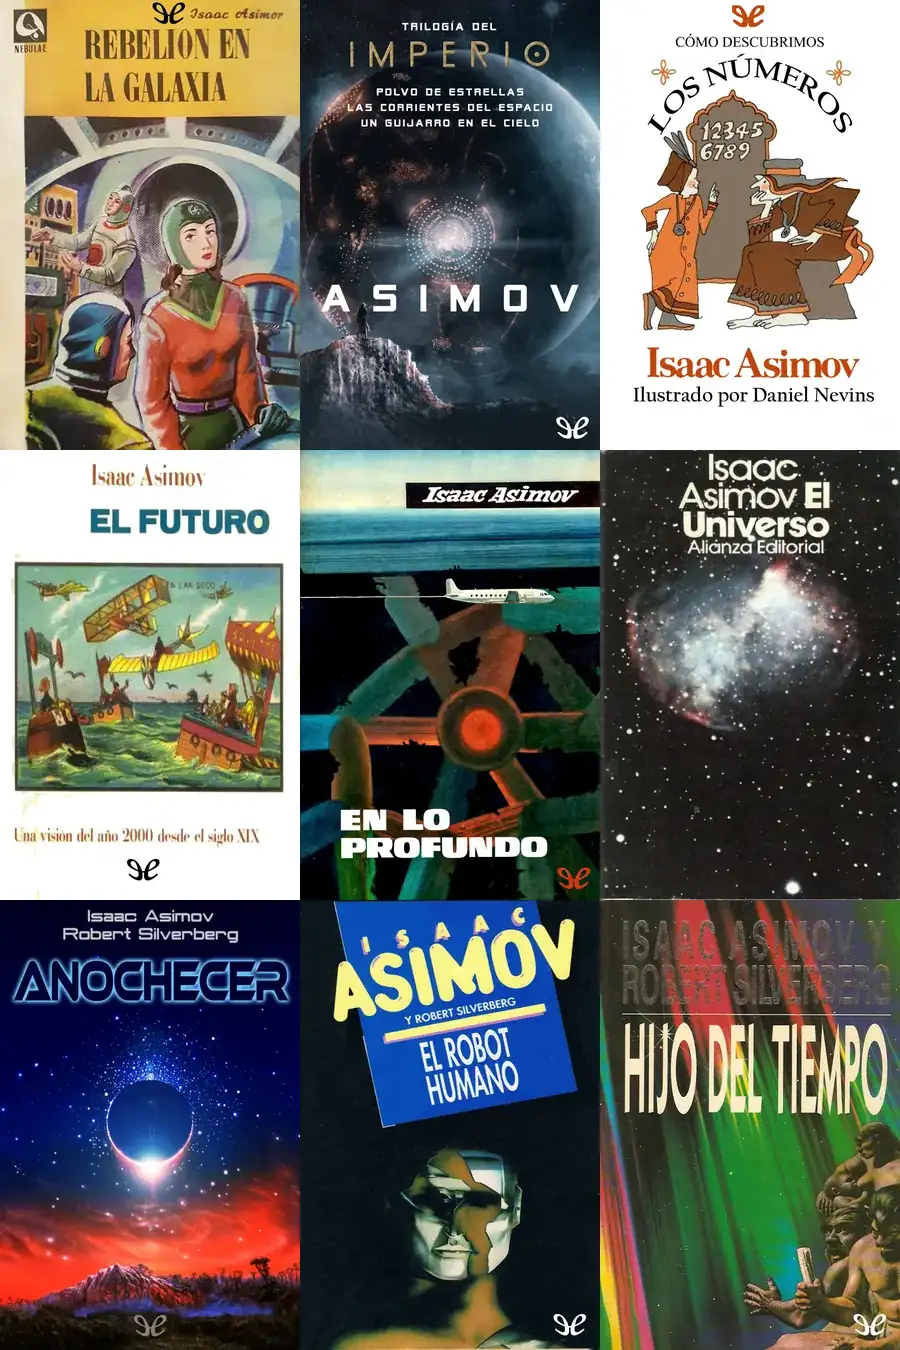 Isaac Asimov
NEBULAE
REBELION EN
LA GALAXIA
TRILOGÍA DEL
IMPERIO
POLVO DE ESTRELLAS
LAS CORRIENTES DEL ESPACIO
UN GUIJARRO EN EL CIELO
ASIMOV
CÓMO DESCUBRIMOS
LOS NÚMEROS
12345
6789
Isaac Asimov
Ilustrado por Daniel Nevins
Isaac Asimov
EL FUTURO
EN L'AN 2000
Una visión del año 2000 desde el siglo XIX
Isaac Asimov
EN LO
PROFUNDO
Isaac
Asimov El
Universo
Alianza Editorial
Isaac Asimov
Robert Silverberg
ANOCHECER
ISAAC
ASIMOV
Y ROBERT SILVERBERG
EL ROBOT
HUMANO
ISAAC ASIMOV Y
ROBERT SILVERBERG
HIJO DEL TIEMPO